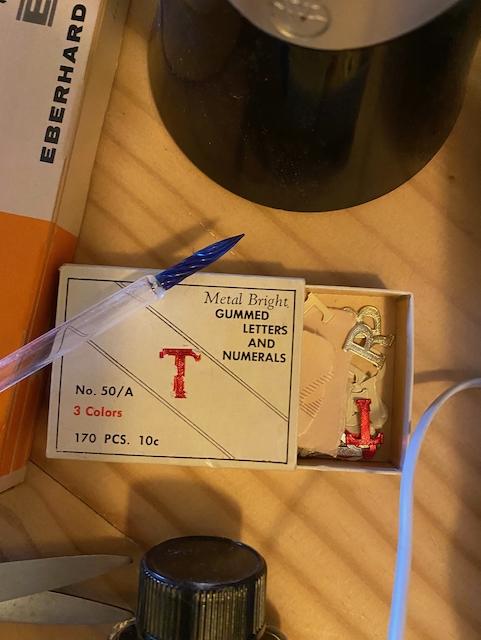 E
EBERHARD
Metal Bright
GUMMED
LETTERS
AND
NUMERALS
T
No. 50/A
3 Colors
170 PCS. 10c
R
T